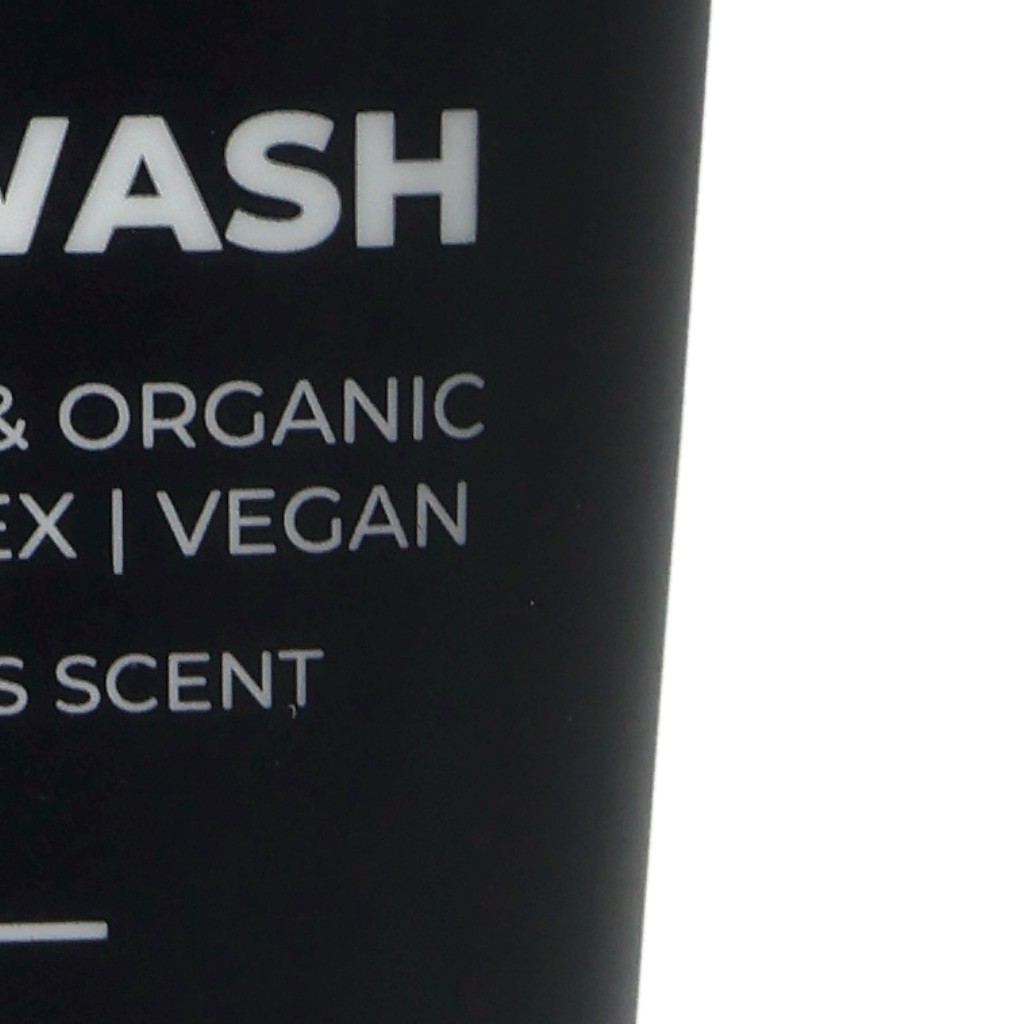 WASH
& ORGANIC
EX | VEGAN
S SCENT